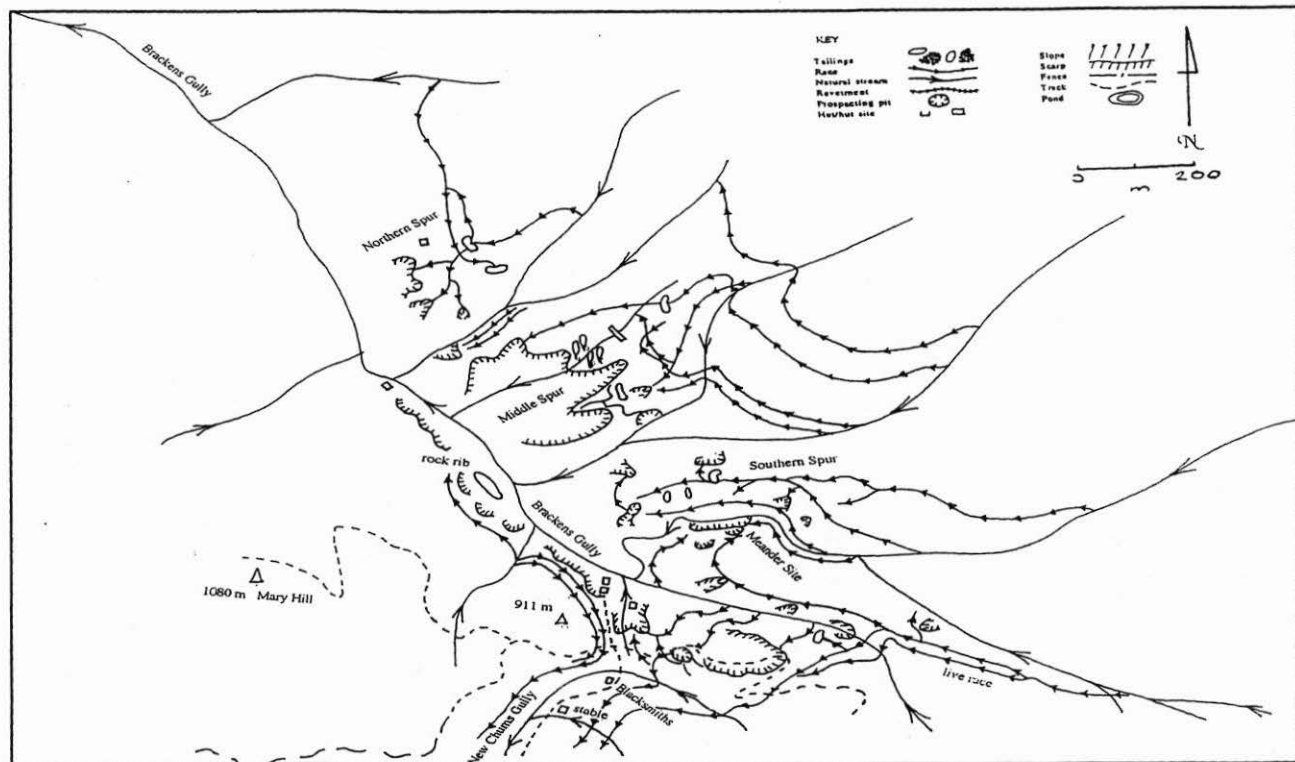 Brackens Gully
KEY
Tailings
Race
Natural stream
Revetment
Prospecting pit
Hut/hut site
Slope
Scarp
Fence
Track
Pond
N
0 m 200
Northern Spur
Middle Spur
rock rib
Southern Spur
Brackens Gully
Meander Site
1080 m Mary Hill
911 m
live race
Blacksmiths
stable
New Chums Gully